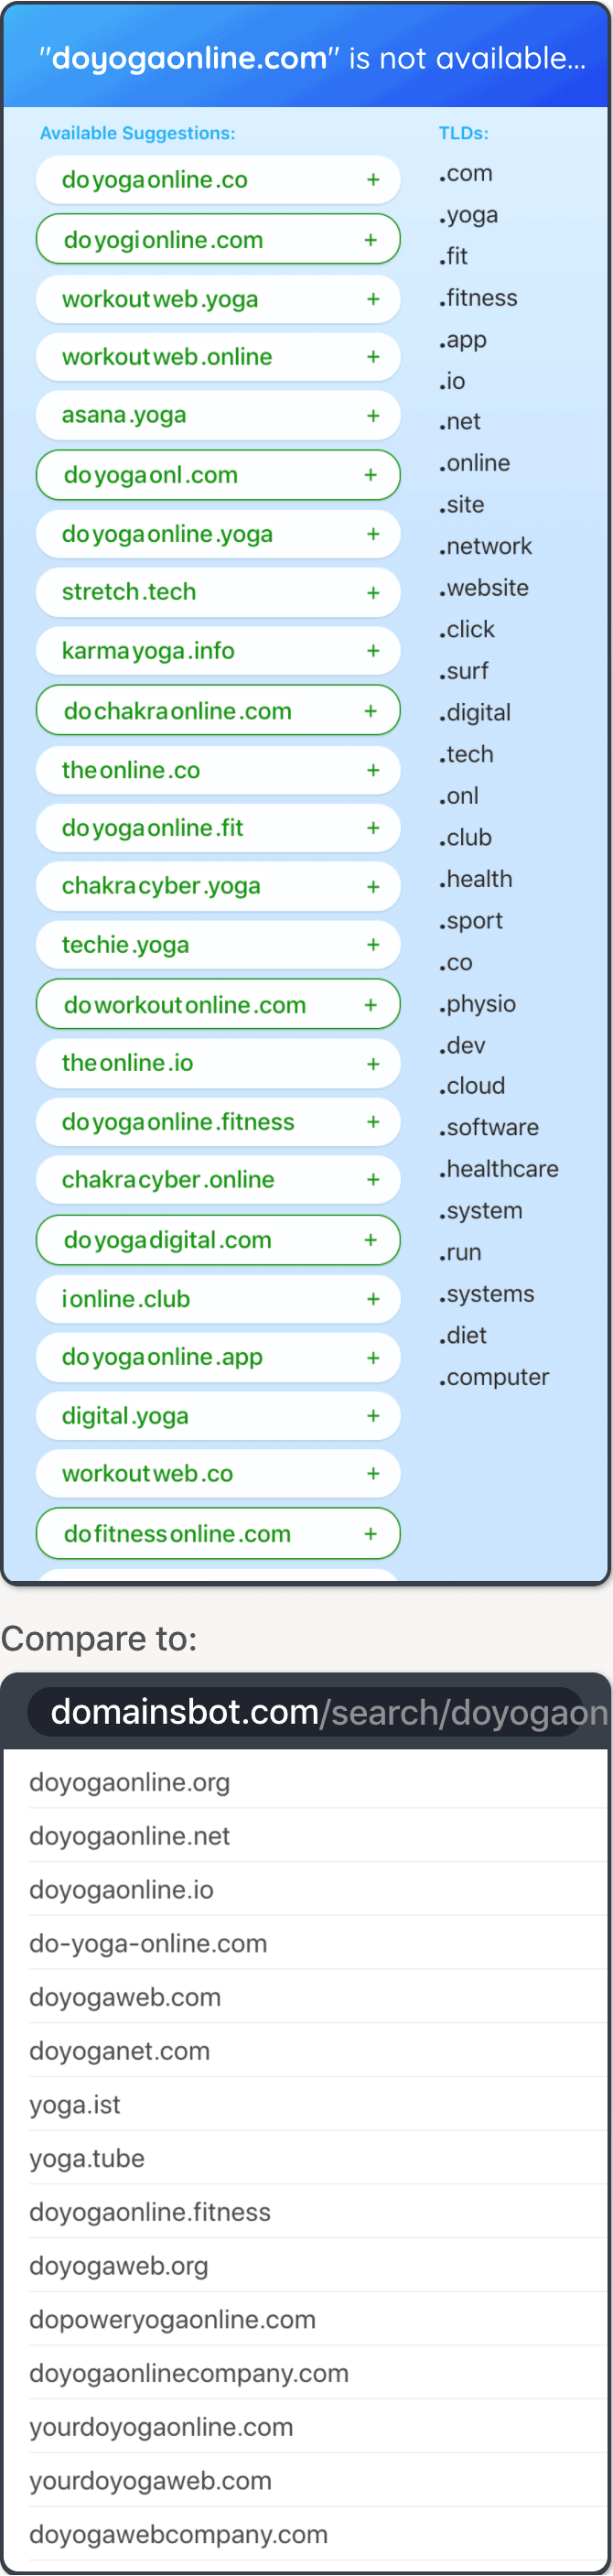 "doyogaonline.com" is not available...
Available Suggestions:
doyogaonline.co +
doyogionline.com +
workoutweb.yoga +
workoutweb.online +
asana.yoga +
doyogaonl.com +
doyogaonline.yoga +
stretch.tech +
karmayoga.info +
dochakraonline.com +
theonline.co +
doyogaonline.fit +
chakracyber.yoga +
techie.yoga +
doworkoutonline.com +
theonline.io +
doyogaonline.fitness +
chakracyber.online +
doyogadigital.com +
ionline.club +
doyogaonline.app +
digital.yoga +
workoutweb.co +
dofitnessonline.com +
TLDs:
.com
.yoga
.fit
.fitness
.app
.io
.net
.online
.site
.network
.website
.click
.surf
.digital
.tech
.onl
.club
.health
.sport
.co
.physio
.dev
.cloud
.software
.healthcare
.system
.run
.systems
.diet
.computer
Compare to:
domainsbot.com/search/doyogaon
doyogaonline.org
doyogaonline.net
doyogaonline.io
do-yoga-online.com
doyogaweb.com
doyoganet.com
yoga.ist
yoga.tube
doyogaonline.fitness
doyogaweb.org
dopoweryogaonline.com
doyogaonlinecompany.com
yourdoyogaonline.com
yourdoyogaweb.com
doyogawebcompany.com